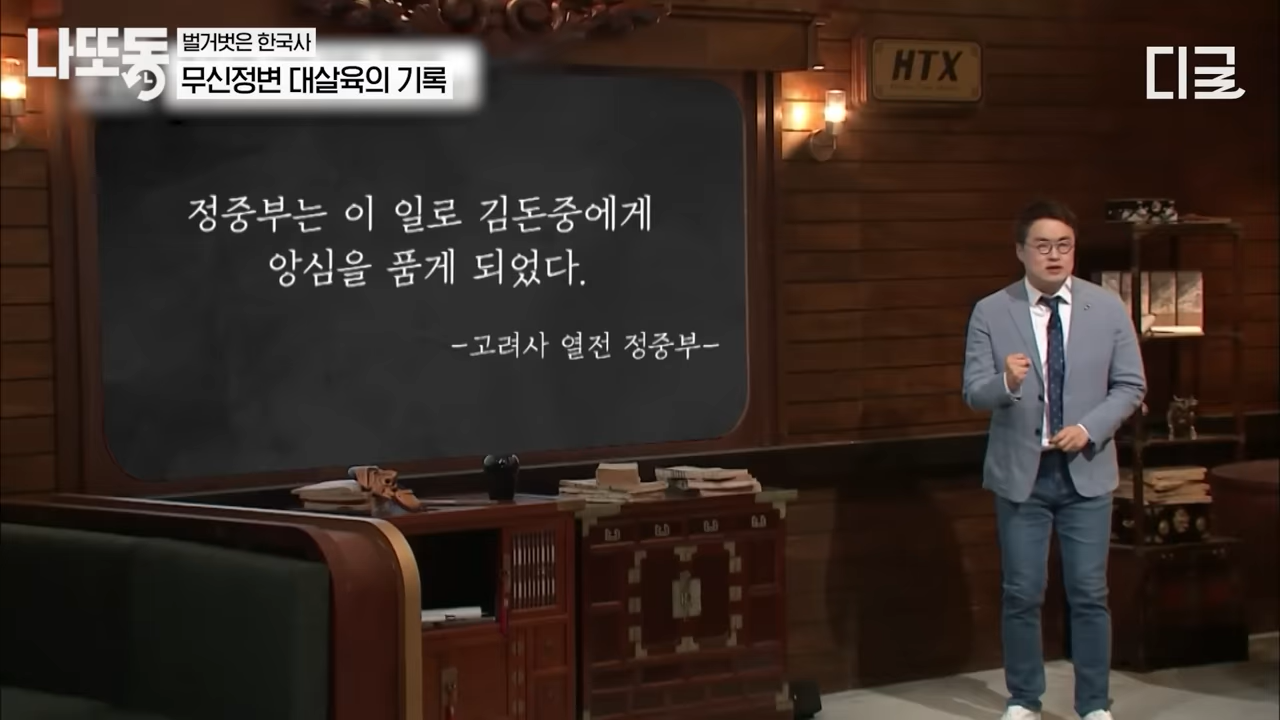 나또동
벌거벗은 한국사
무신정변 대살육의 기록
HTX
디글
정중부는 이 일로 김돈중에게
앙심을 품게 되었다.
-고려사 열전 정중부-